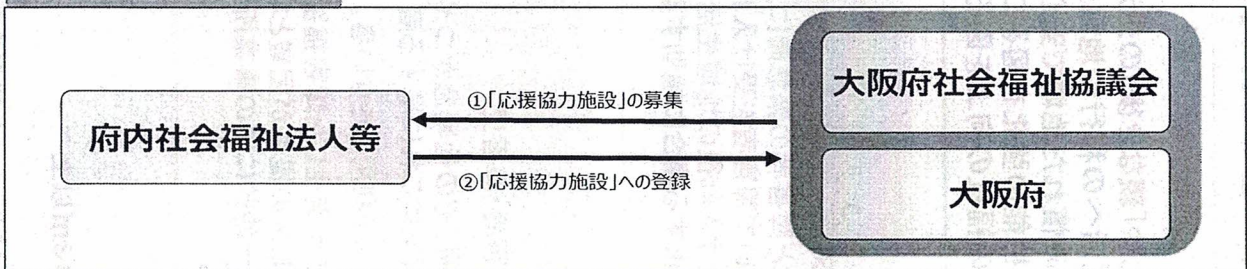 大阪府社会福祉協議会
①「応援協力施設」の募集
府内社会福祉法人等
②「応援協力施設」への登録
大阪府